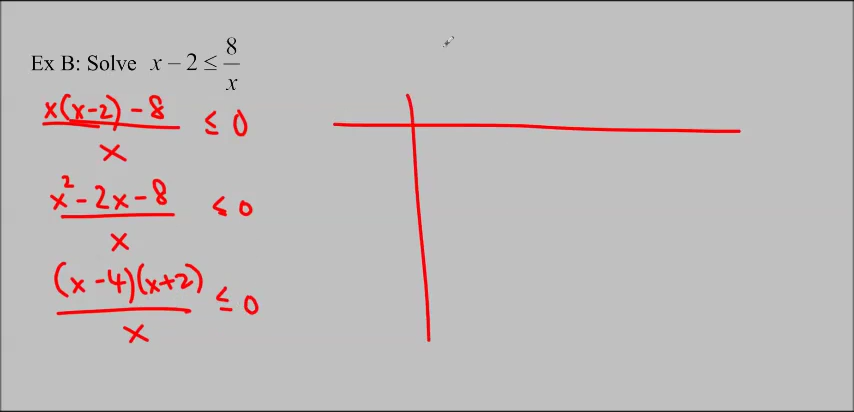 Ex B: Solve x − 2 ≤ 8/x
x(x-2) - 8 / x ≤ 0
x² - 2x - 8 / x ≤ 0
(x-4)(x+2) / x ≤ 0